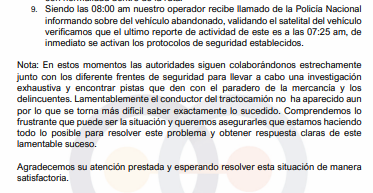 9. Siendo las 08:00 am nuestro operador recibe llamado de la Policía Nacional
informando sobre del vehículo abandonado, validando el satelital del vehículo
verificamos que el ultimo reporte de actividad de este es a las 07:25 am, de
inmediato se activan los protocolos de seguridad establecidos.
Nota: En estos momentos las autoridades siguen colaborándonos estrechamente
junto con los diferente frentes de seguridad para llevar a cabo una investigación
exhaustiva y encontrar pistas que den con el paradero de la mercancía y los
delincuentes. Lamentablemente el conductor del tractocamión no ha aparecido aun
por lo que se torna más difícil saber exactamente lo sucedido. Comprendemos lo
frustrante que puede ser la situación y queremos asegurarles que estamos haciendo
todo lo posible para resolver este problema y obtener respuesta claras de este
lamentable suceso.
Agradecemos su atención prestada y esperando resolver esta situación de manera
satisfactoria.